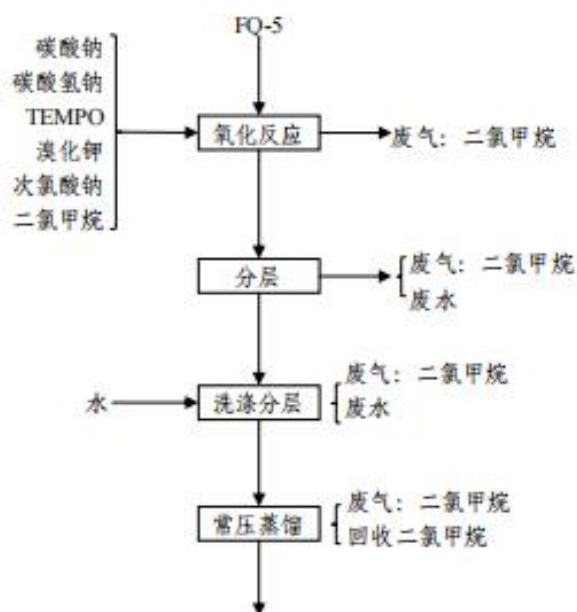 FQ-5
碳酸钠
碳酸氢钠
TEMPO
溴化钾
次氯酸钠
二氯甲烷
氧化反应
废气：二氯甲烷
分层
废气：二氯甲烷
废水
水
洗涤分层
废气：二氯甲烷
废水
常压蒸馏
废气：二氯甲烷
回收二氯甲烷